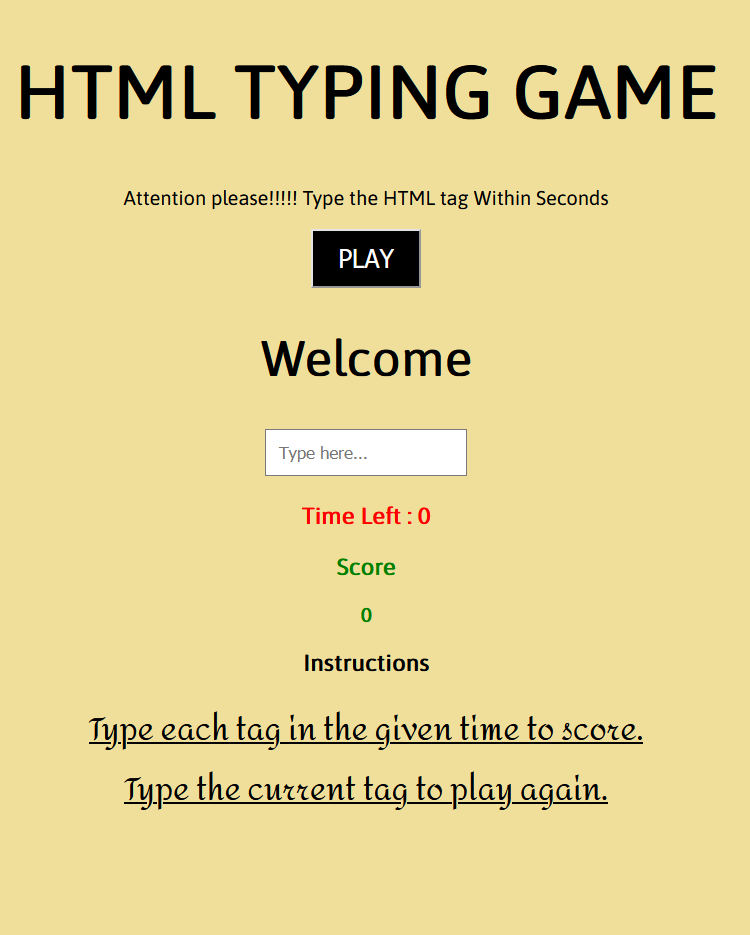 HTML TYPING GAME
Attention please!!!!! Type the HTML tag Within Seconds
PLAY
Welcome
Type here...
Time Left : 0
Score
0
Instructions
Type each tag in the given time to score.
Type the current tag to play again.